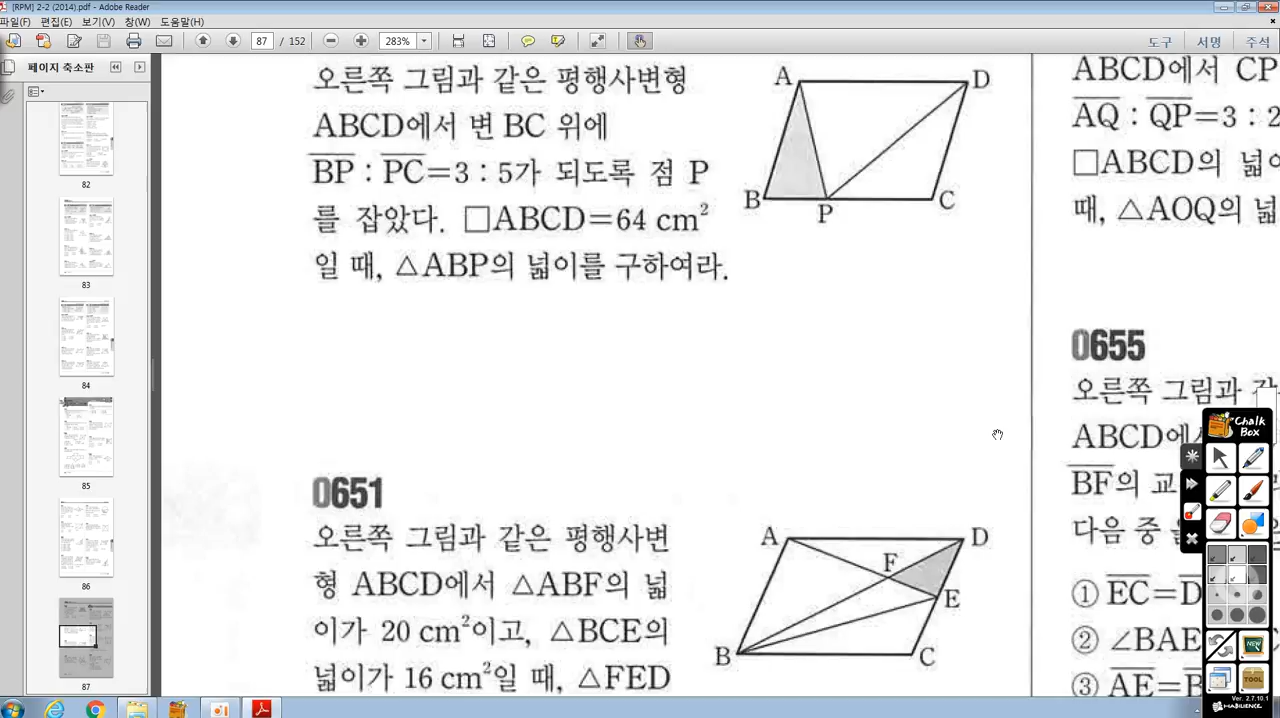 [RPM] 2-2 (2014).pdf - Adobe Reader
파일(F) 편집(E) 보기(V) 창(W) 도움말(H)
87 / 152 283% 도구 서명 주석
페이지 축소판
82
83
84
85
86
87
오른쪽 그림과 같은 평행사변형
ABCD에서 변 BC 위에
BP : PC=3 : 5가 되도록 점 P
를 잡았다. □ABCD=64 cm²
일 때, △ABP의 넓이를 구하여라.
A D
B P C
0651
오른쪽 그림과 같은 평행사변
형 ABCD에서 △ABF의 넓
이가 20 cm²이고, △BCE의
넓이가 16 cm²일 때, △FED
A D
F
E
B C
ABCD에서 CP
AQ : QP=3 : 2
□ABCD의 넓
때, △AOQ의 넓
0655
오른쪽 그림과
ABCD에
BF의 교
다음 중
① EC=D
② ∠BAE
③ AE=B
Chalk Box
NEW
TOOL
Ver. 2.7.10.1